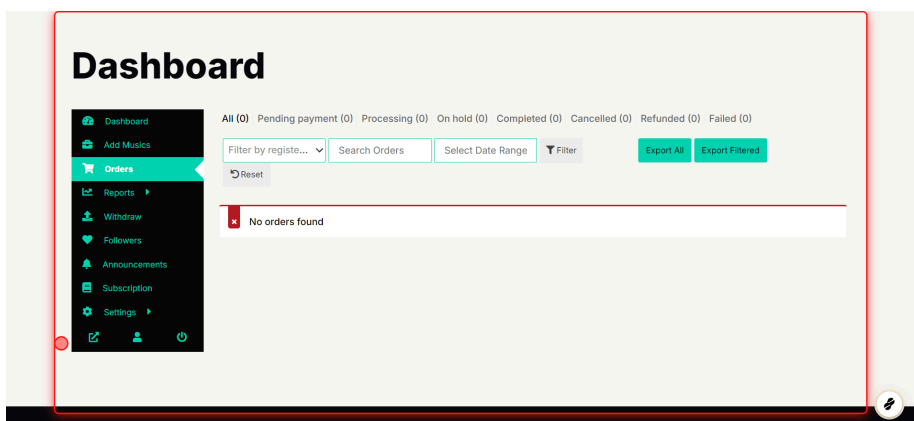 Dashboard
Dashboard
Add Musics
Orders
Reports
Withdraw
Followers
Announcements
Subscription
Settings
All (0) Pending payment (0) Processing (0) On hold (0) Completed (0) Cancelled (0) Refunded (0) Failed (0)
Filter by registe... Search Orders Select Date Range Filter Export All Export Filtered
Reset
No orders found